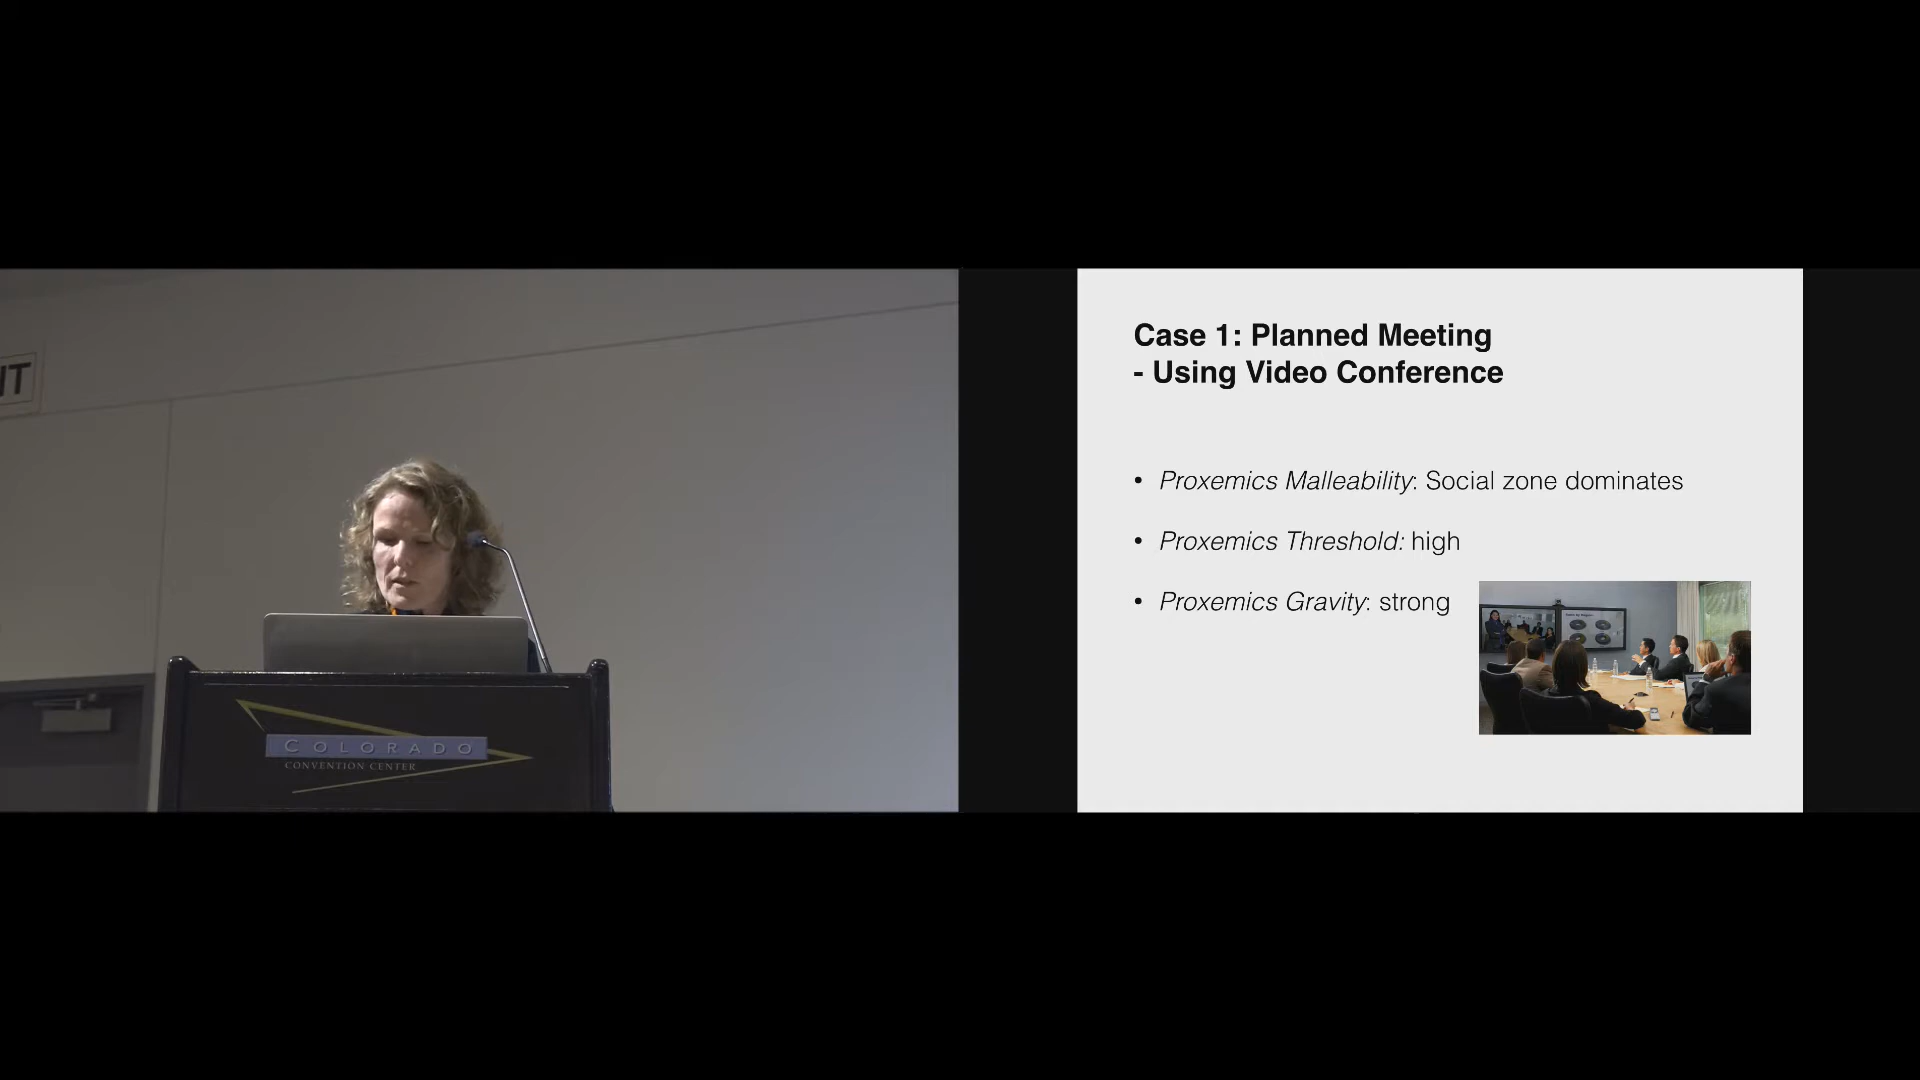 IT
COLORADO
CONVENTION CENTER
Case 1: Planned Meeting
- Using Video Conference
• Proxemics Malleability: Social zone dominates
• Proxemics Threshold: high
• Proxemics Gravity: strong